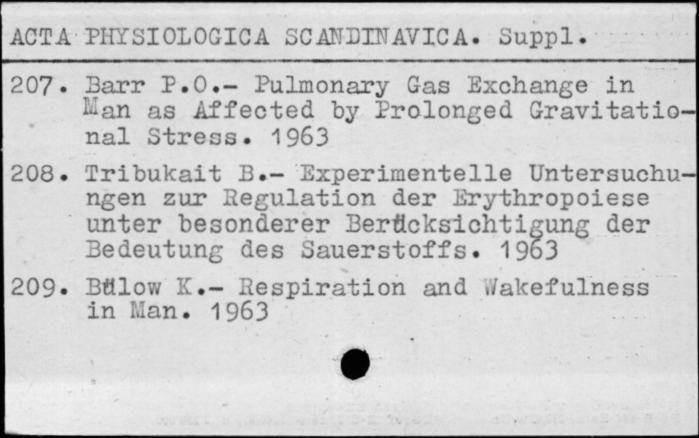 ACTA PHYSIOLOGICA SCANDINAVICA. Suppl.
207. Barr P.O.- Pulmonary Gas Exchange in
Man as Affected by Prolonged Gravitatio-
nal Stress. 1963
208. Tribukait B.- Experimentelle Untersuchu-
ngen zur Regulation der Erythropoiese
unter besonderer Berücksichtigung der
Bedeutung des Sauerstoffs. 1963
209. Bülow K.- Respiration and Wakefulness
in Man. 1963